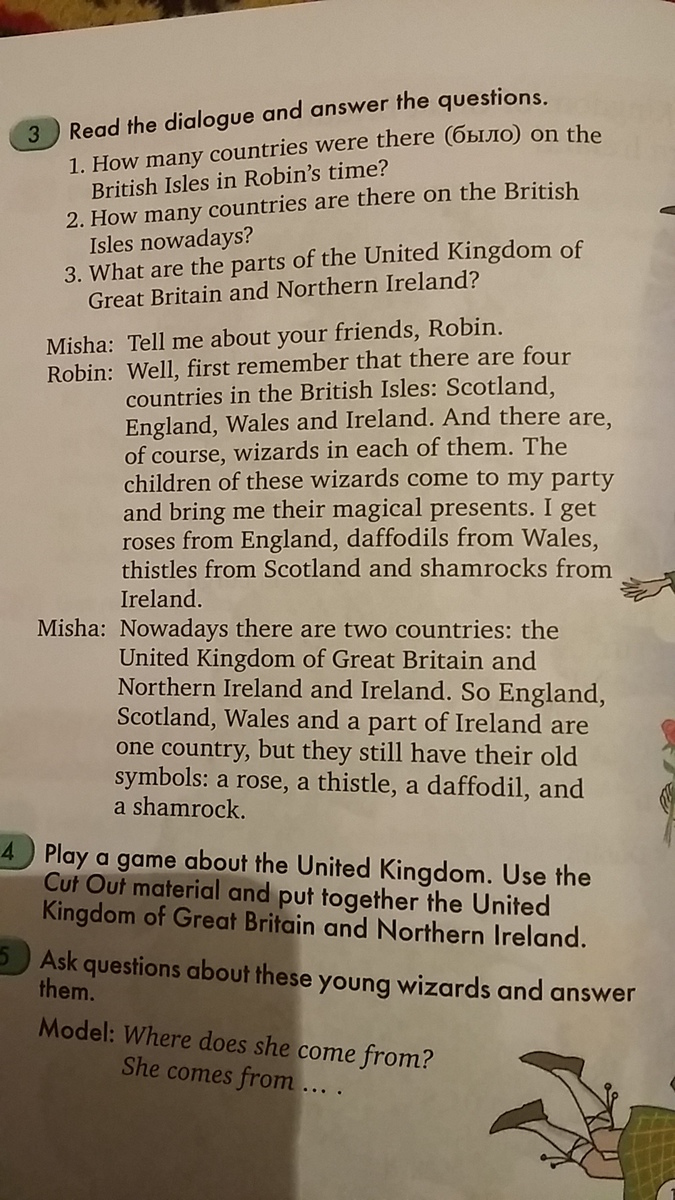 3 Read the dialogue and answer the questions.
1. How many countries were there (было) on the
British Isles in Robin's time?
2. How many countries are there on the British
Isles nowadays?
3. What are the parts of the United Kingdom of
Great Britain and Northern Ireland?
Misha: Tell me about your friends, Robin.
Robin: Well, first remember that there are four
countries in the British Isles: Scotland,
England, Wales and Ireland. And there are,
of course, wizards in each of them. The
children of these wizards come to my party
and bring me their magical presents. I get
roses from England, daffodils from Wales,
thistles from Scotland and shamrocks from
Ireland.
Misha: Nowadays there are two countries: the
United Kingdom of Great Britain and
Northern Ireland and Ireland. So England,
Scotland, Wales and a part of Ireland are
one country, but they still have their old
symbols: a rose, a thistle, a daffodil, and
a shamrock.
4 Play a game about the United Kingdom. Use the
Cut Out material and put together the United
Kingdom of Great Britain and Northern Ireland.
5 Ask questions about these young wizards and answer
them.
Model: Where does she come from?
She comes from ... .